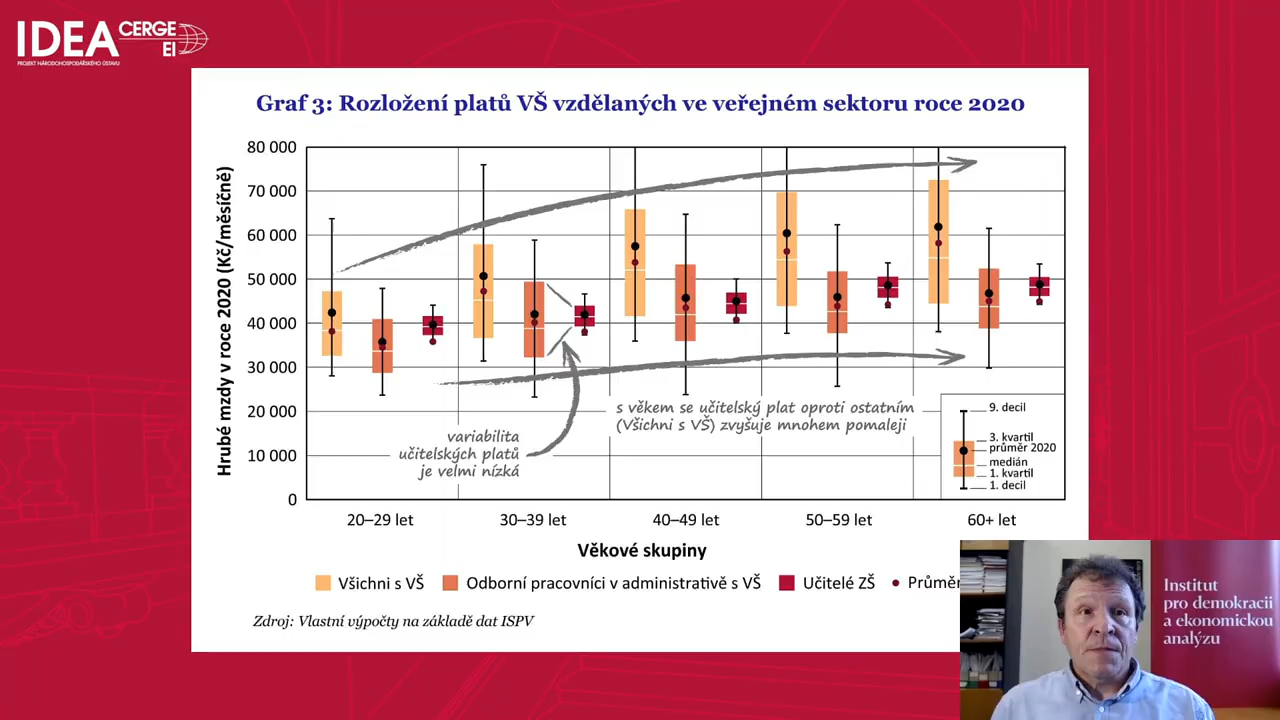 IDEA
CERGE
EI
PROJEKT NÁRODOHOSPODÁŘSKÉHO ÚSTAVU
Graf 3: Rozložení platů VŠ vzdělaných ve veřejném sektoru roce 2020
Hrubé mzdy v roce 2020 (Kč/měsíčně)
80 000
70 000
60 000
50 000
40 000
30 000
20 000
10 000
0
variabilita
učitelských platů
je velmi nízká
s věkem se učitelský plat oproti ostatním
(Všichni s VŠ) zvyšuje mnohem pomaleji
9. decil
3. kvartil
průměr 2020
medián
1. kvartil
1. decil
20–29 let
30–39 let
40–49 let
50–59 let
60+ let
Věkové skupiny
Všichni s VŠ
Odborní pracovníci v administrativě s VŠ
Učitelé ZŠ
Průměr
Zdroj: Vlastní výpočty na základě dat ISPV
Institut
pro demokracii
a ekonomickou
analýzu